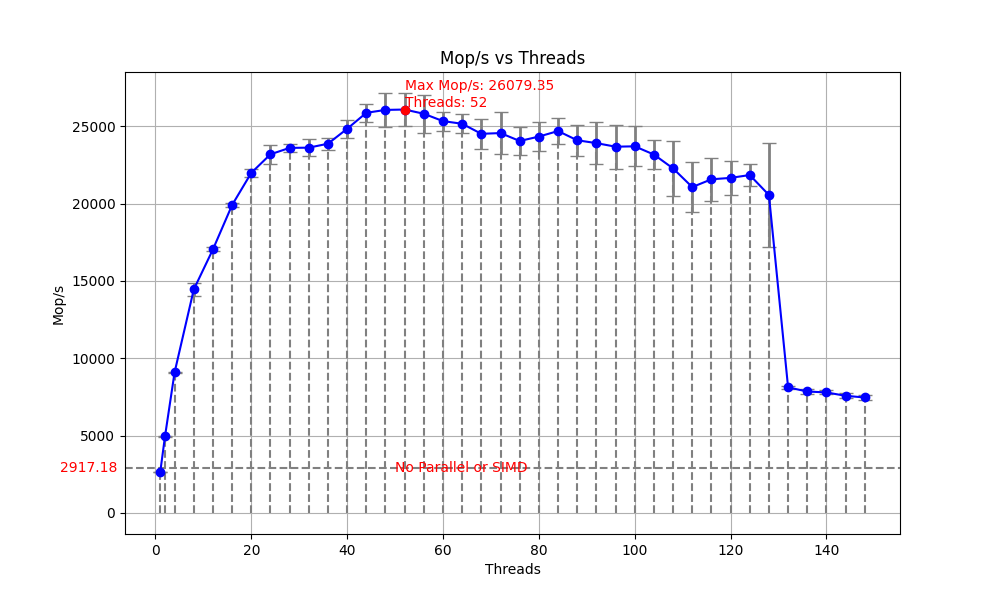 Mop/s vs Threads
Max Mop/s: 26079.35
Threads: 52
25000
20000
15000
10000
5000
0
2917.18
No Parallel or SIMD
Mop/s
0 20 40 60 80 100 120 140
Threads